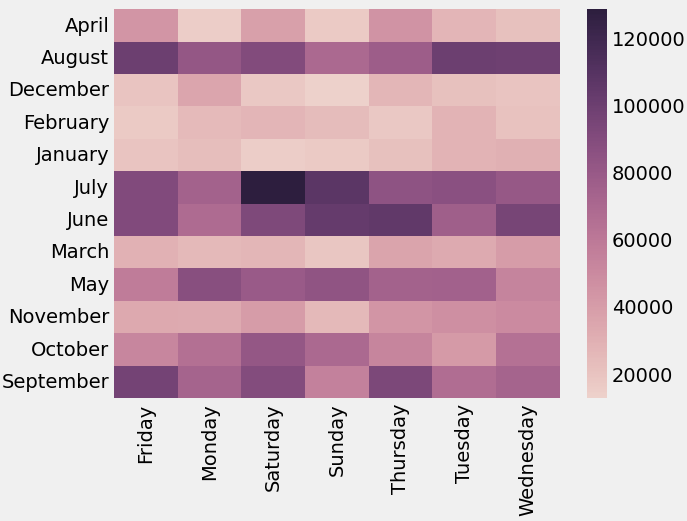 April
August
December
February
January
July
June
March
May
November
October
September
Friday
Monday
Saturday
Sunday
Thursday
Tuesday
Wednesday
120000
100000
80000
60000
40000
20000